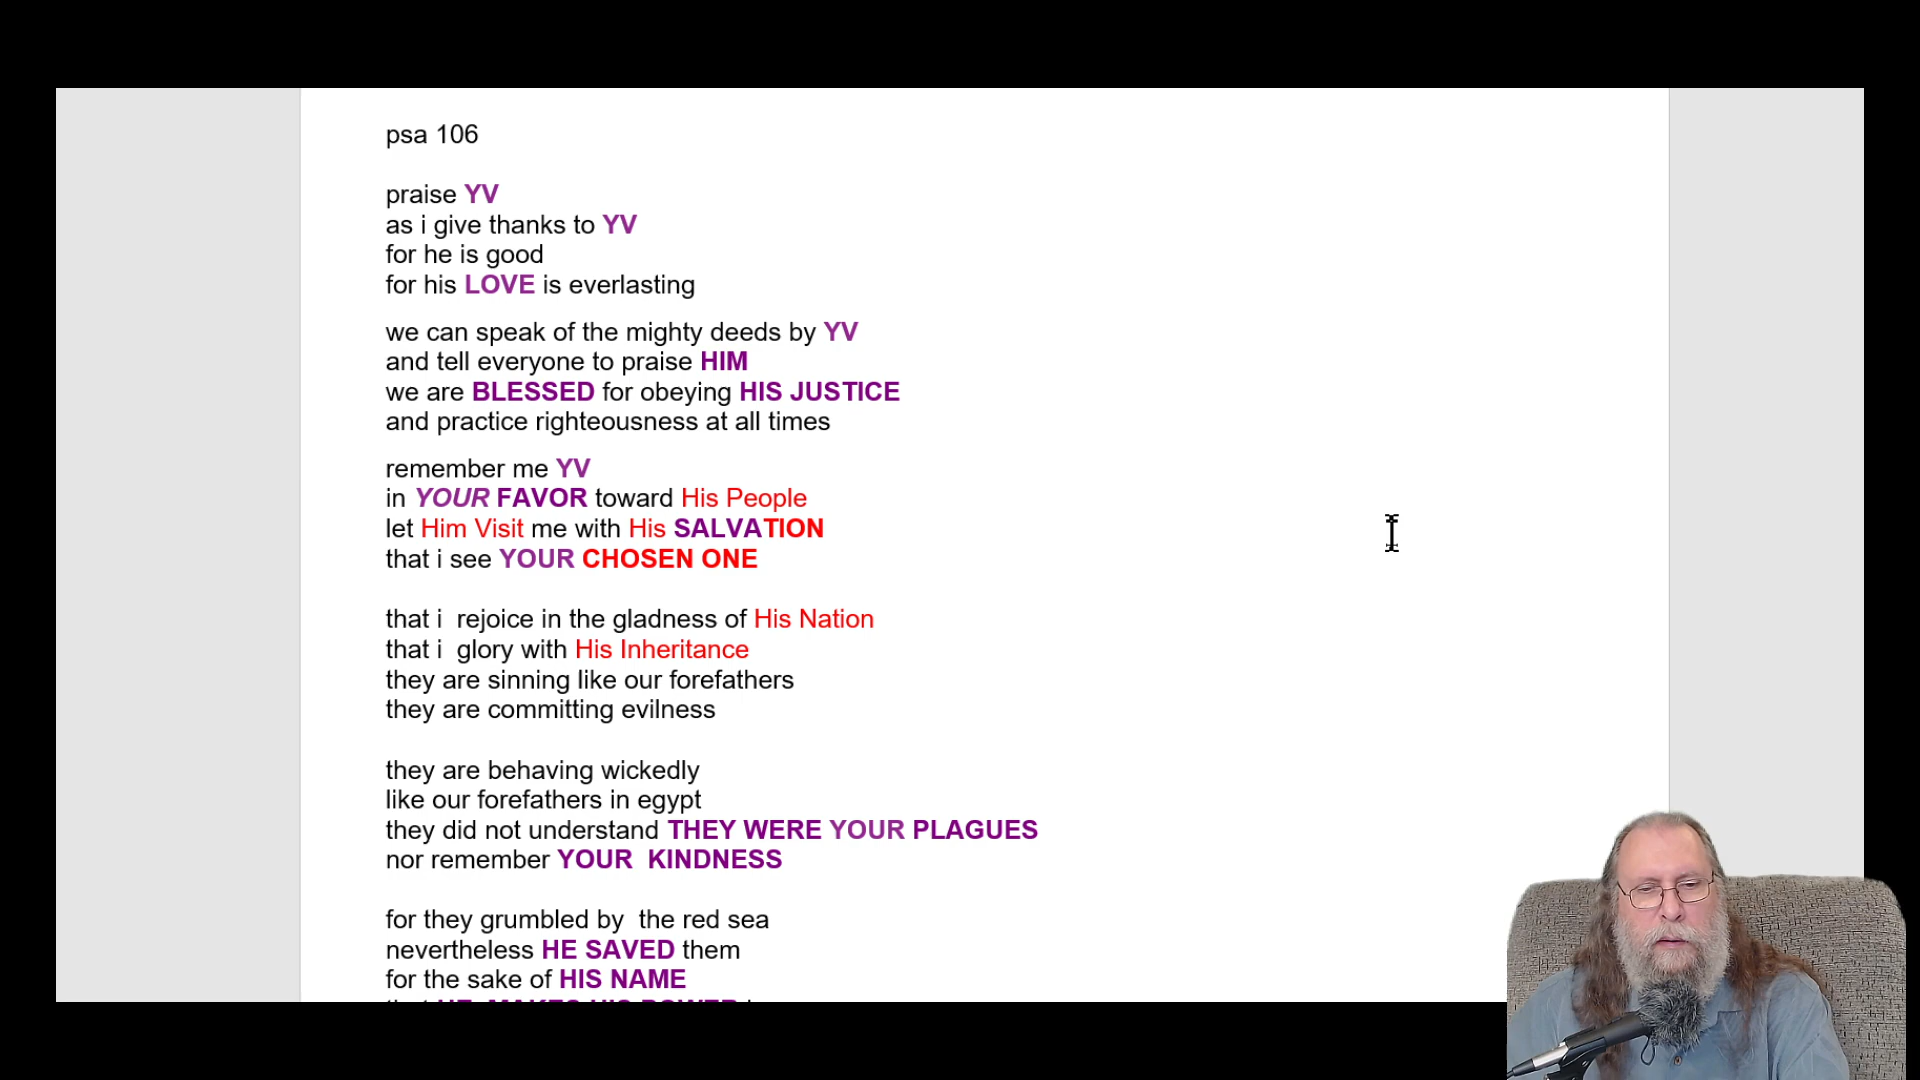 psa 106
praise YV
as i give thanks to YV
for he is good
for his LOVE is everlasting
we can speak of the mighty deeds by YV
and tell everyone to praise HIM
we are BLESSED for obeying HIS JUSTICE
and practice righteousness at all times
remember me YV
in YOUR FAVOR toward His People
let Him Visit me with His SALVATION
that i see YOUR CHOSEN ONE
that i  rejoice in the gladness of His Nation
that i  glory with His Inheritance
they are sinning like our forefathers
they are committing evilness
they are behaving wickedly
like our forefathers in egypt
they did not understand THEY WERE YOUR PLAGUES
nor remember YOUR  KINDNESS
for they grumbled by  the red sea
nevertheless HE SAVED them
for the sake of HIS NAME
that HE  MAKES HIS POWER